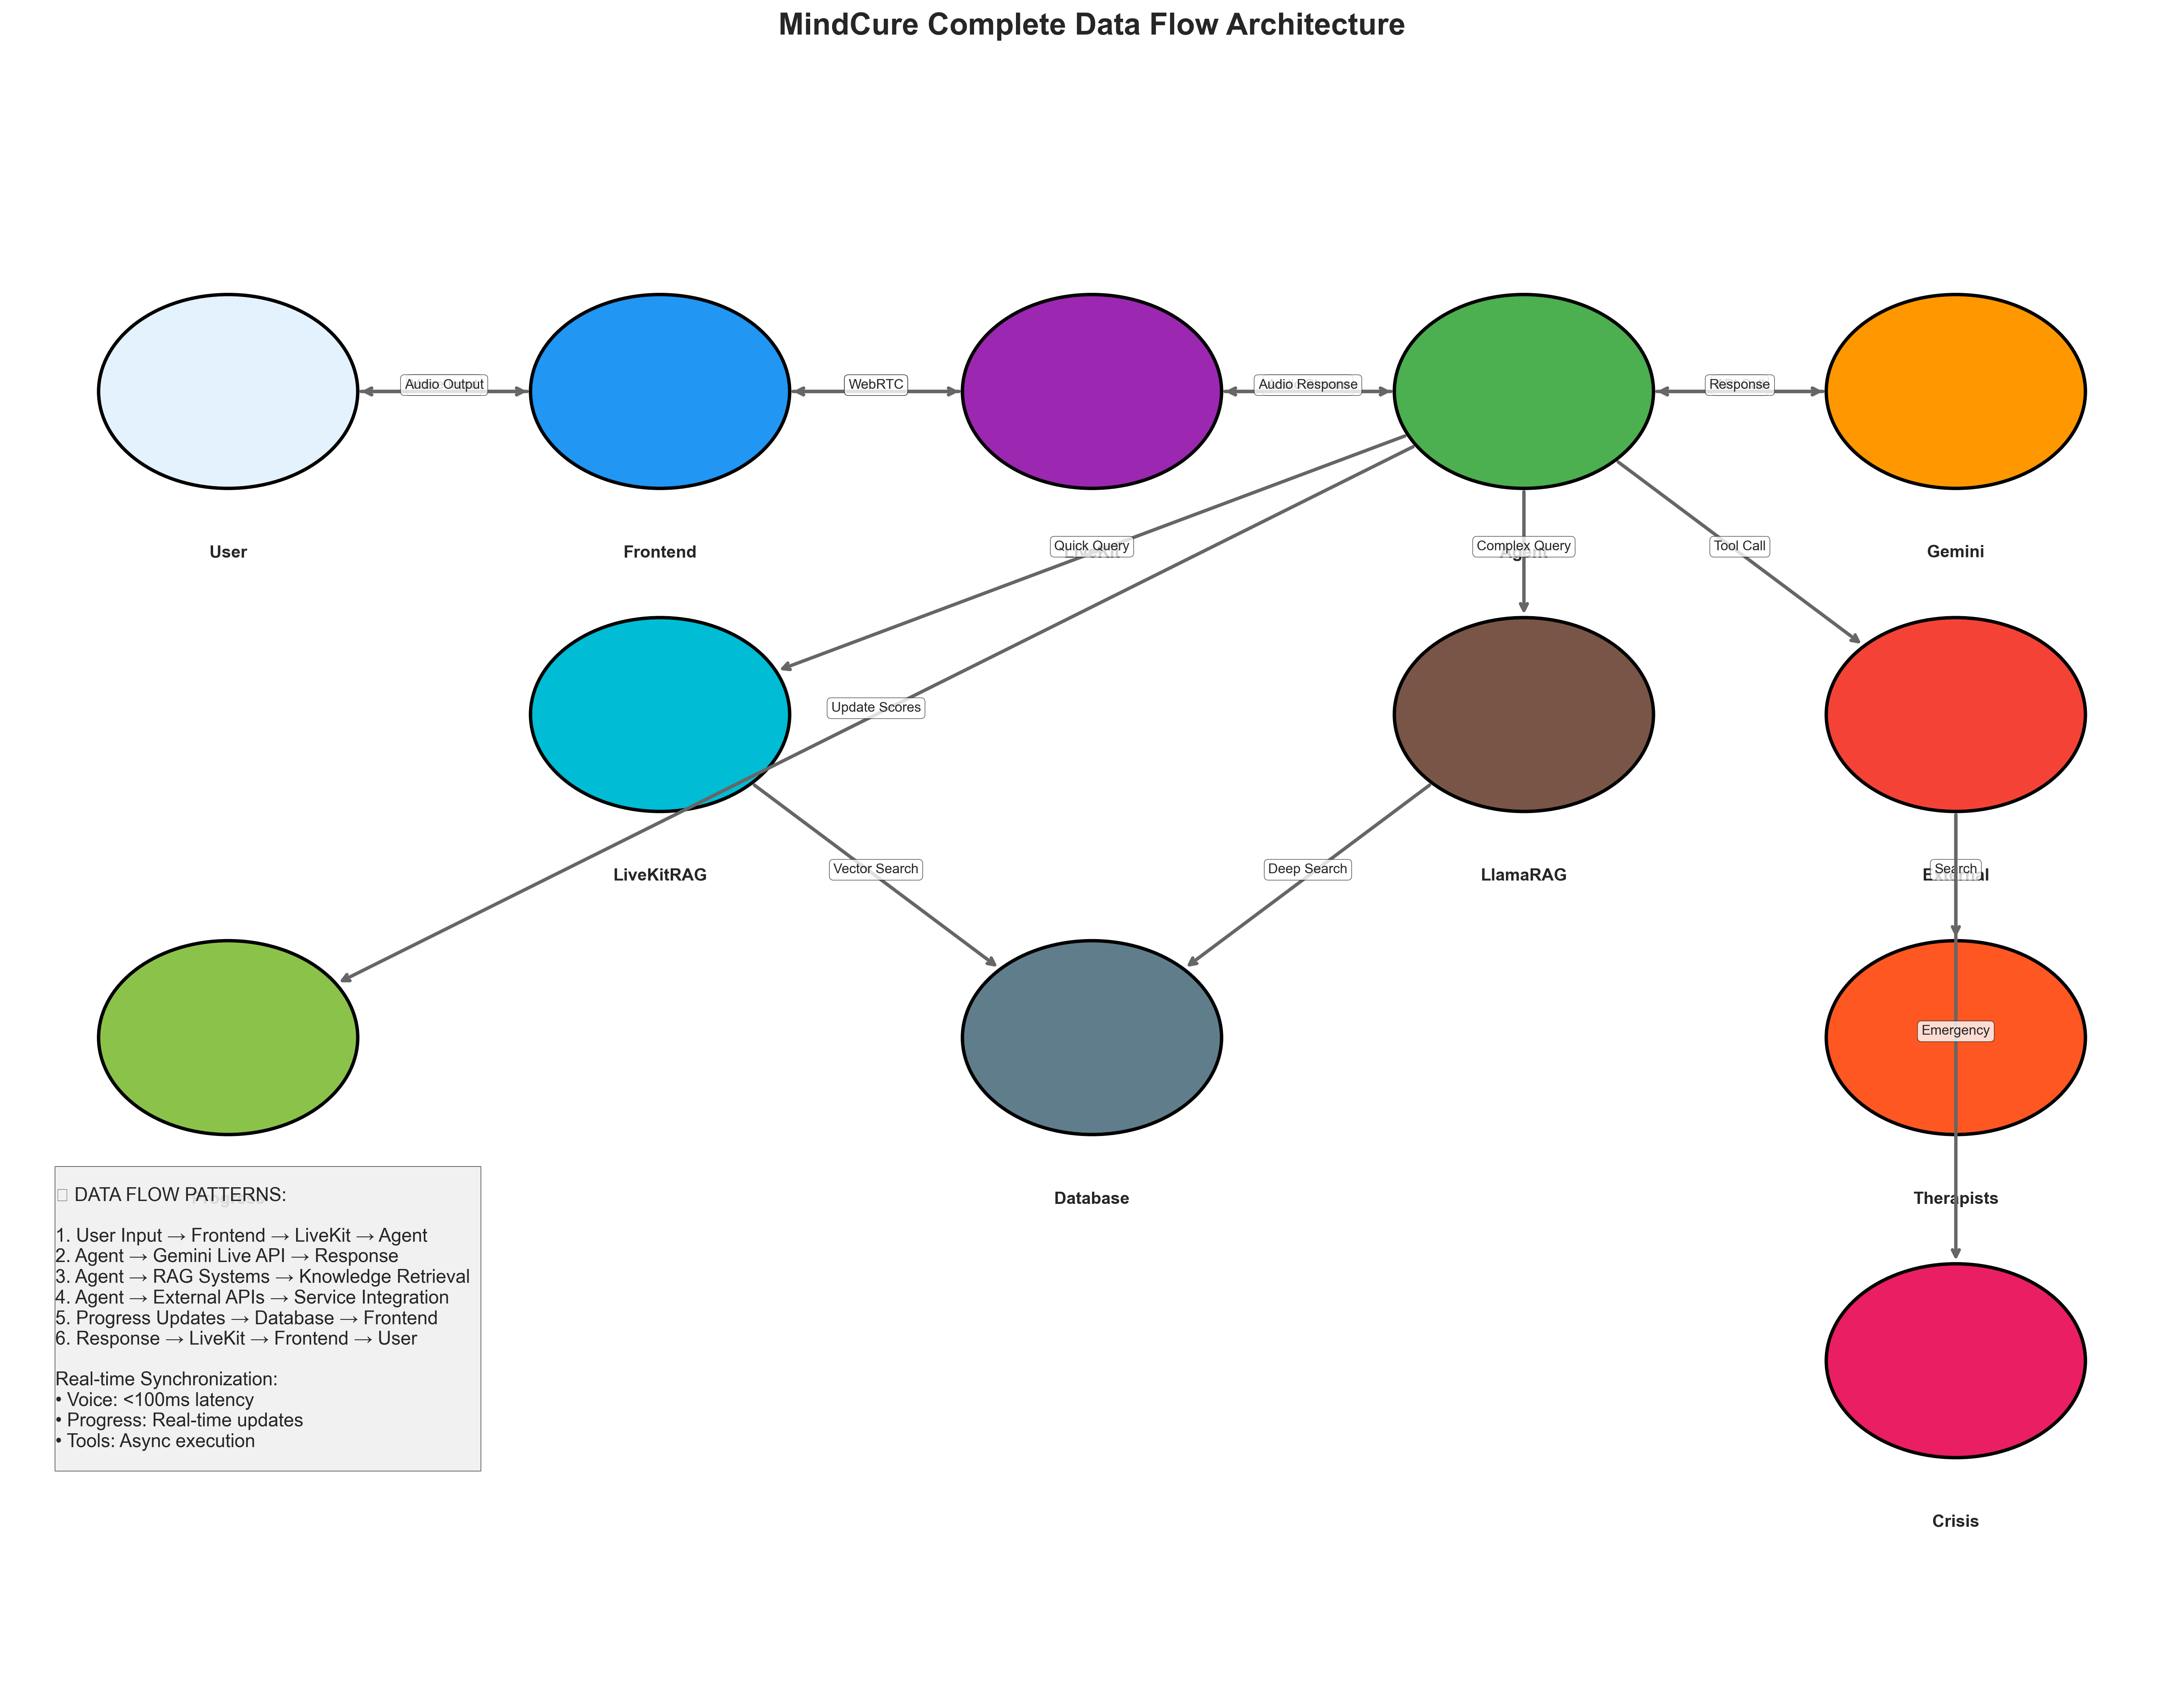 MindCure Complete Data Flow Architecture
Audio Output
WebRTC
Audio Response
Response
User
Frontend
Quick Query
Complex Query
Tool Call
Gemini
Update Scores
LiveKitRAG
Vector Search
Deep Search
LlamaRAG
Search
Emergency
DATA FLOW PATTERNS:
Database
Therapists
1. User Input → Frontend → LiveKit → Agent
2. Agent → Gemini Live API → Response
3. Agent → RAG Systems → Knowledge Retrieval
4. Agent → External APIs → Service Integration
5. Progress Updates → Database → Frontend
6. Response → LiveKit → Frontend → User
Real-time Synchronization:
• Voice: <100ms latency
• Progress: Real-time updates
• Tools: Async execution
Crisis